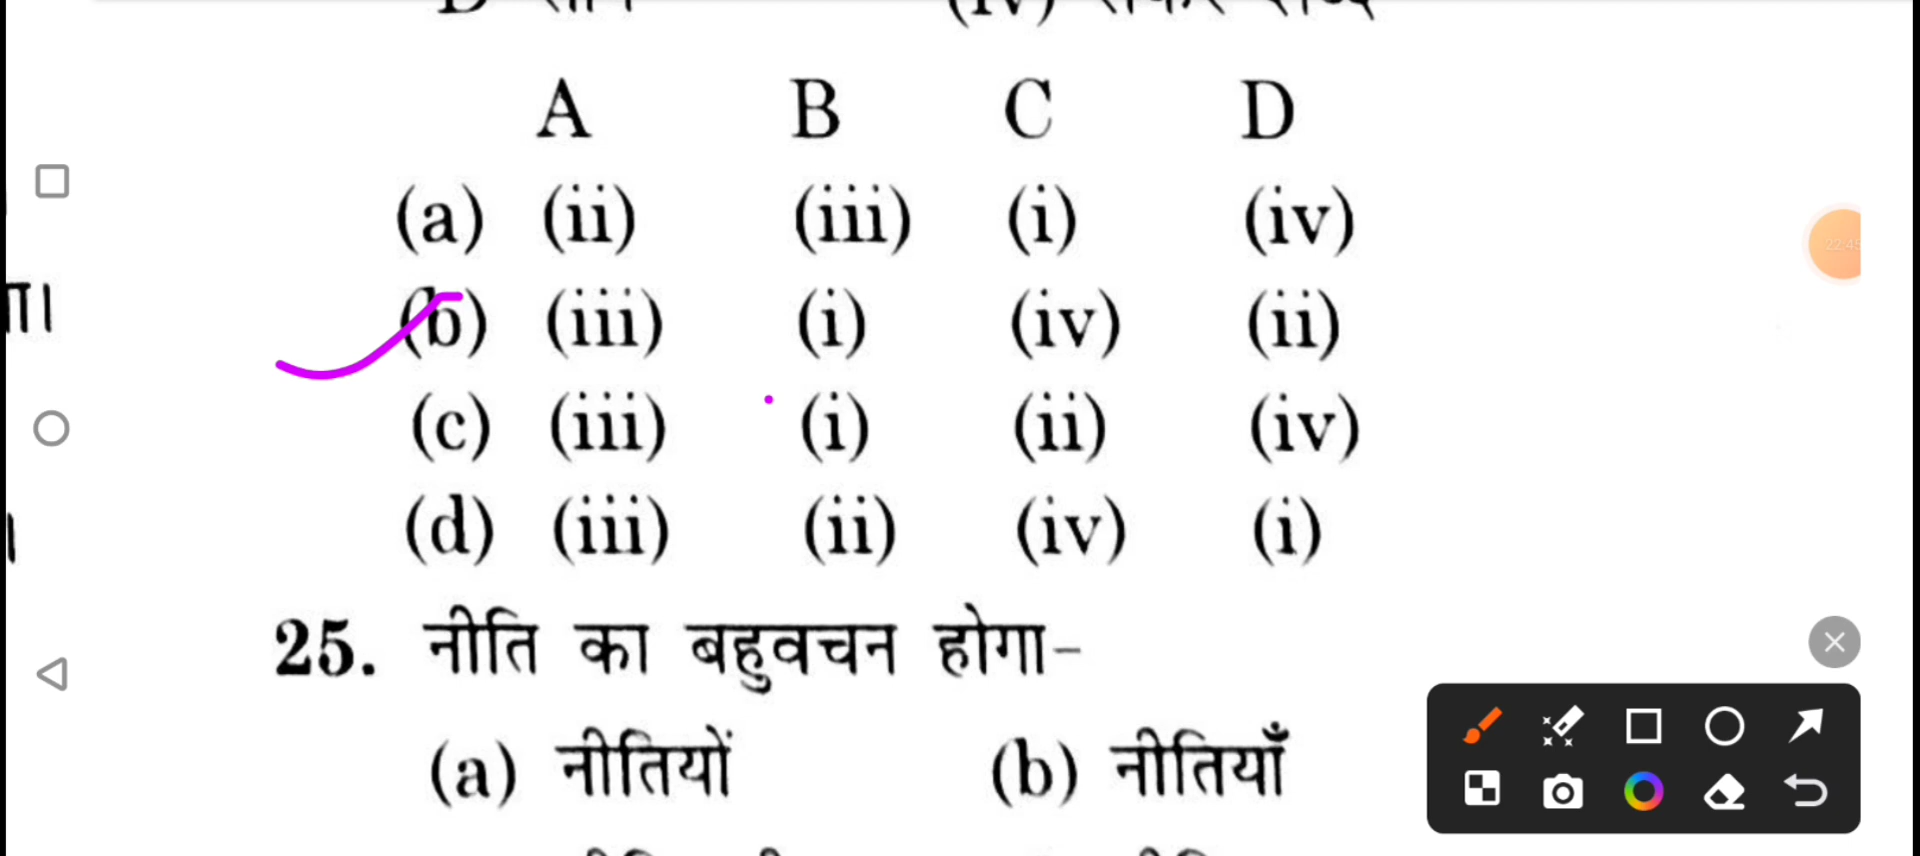 A B C D
(a) (ii) (iii) (i) (iv)
(b) (iii) (i) (iv) (ii)
(c) (iii) (i) (ii) (iv)
(d) (iii) (ii) (iv) (i)
25. नीति का बहुवचन होगा-
(a) नीतियों (b) नीतियाँ